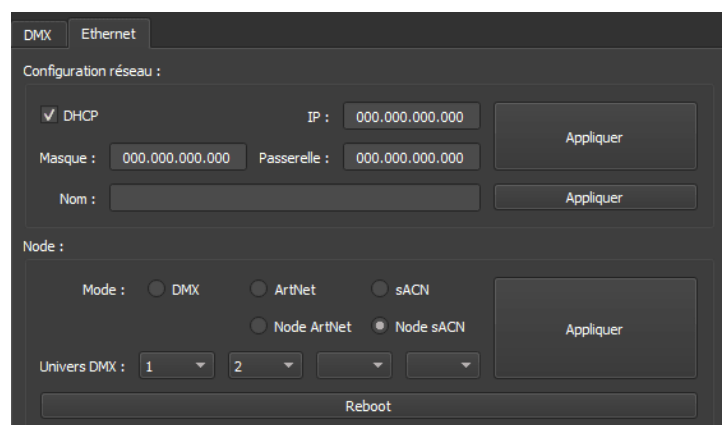 DMX Ethernet
Configuration réseau :
DHCP IP : 000.000.000.000
Appliquer
Masque : 000.000.000.000 Passerelle : 000.000.000.000
Nom : Appliquer
Node :
Mode : DMX ArtNet sACN
Node ArtNet Node sACN Appliquer
Univers DMX : 1 2
Reboot